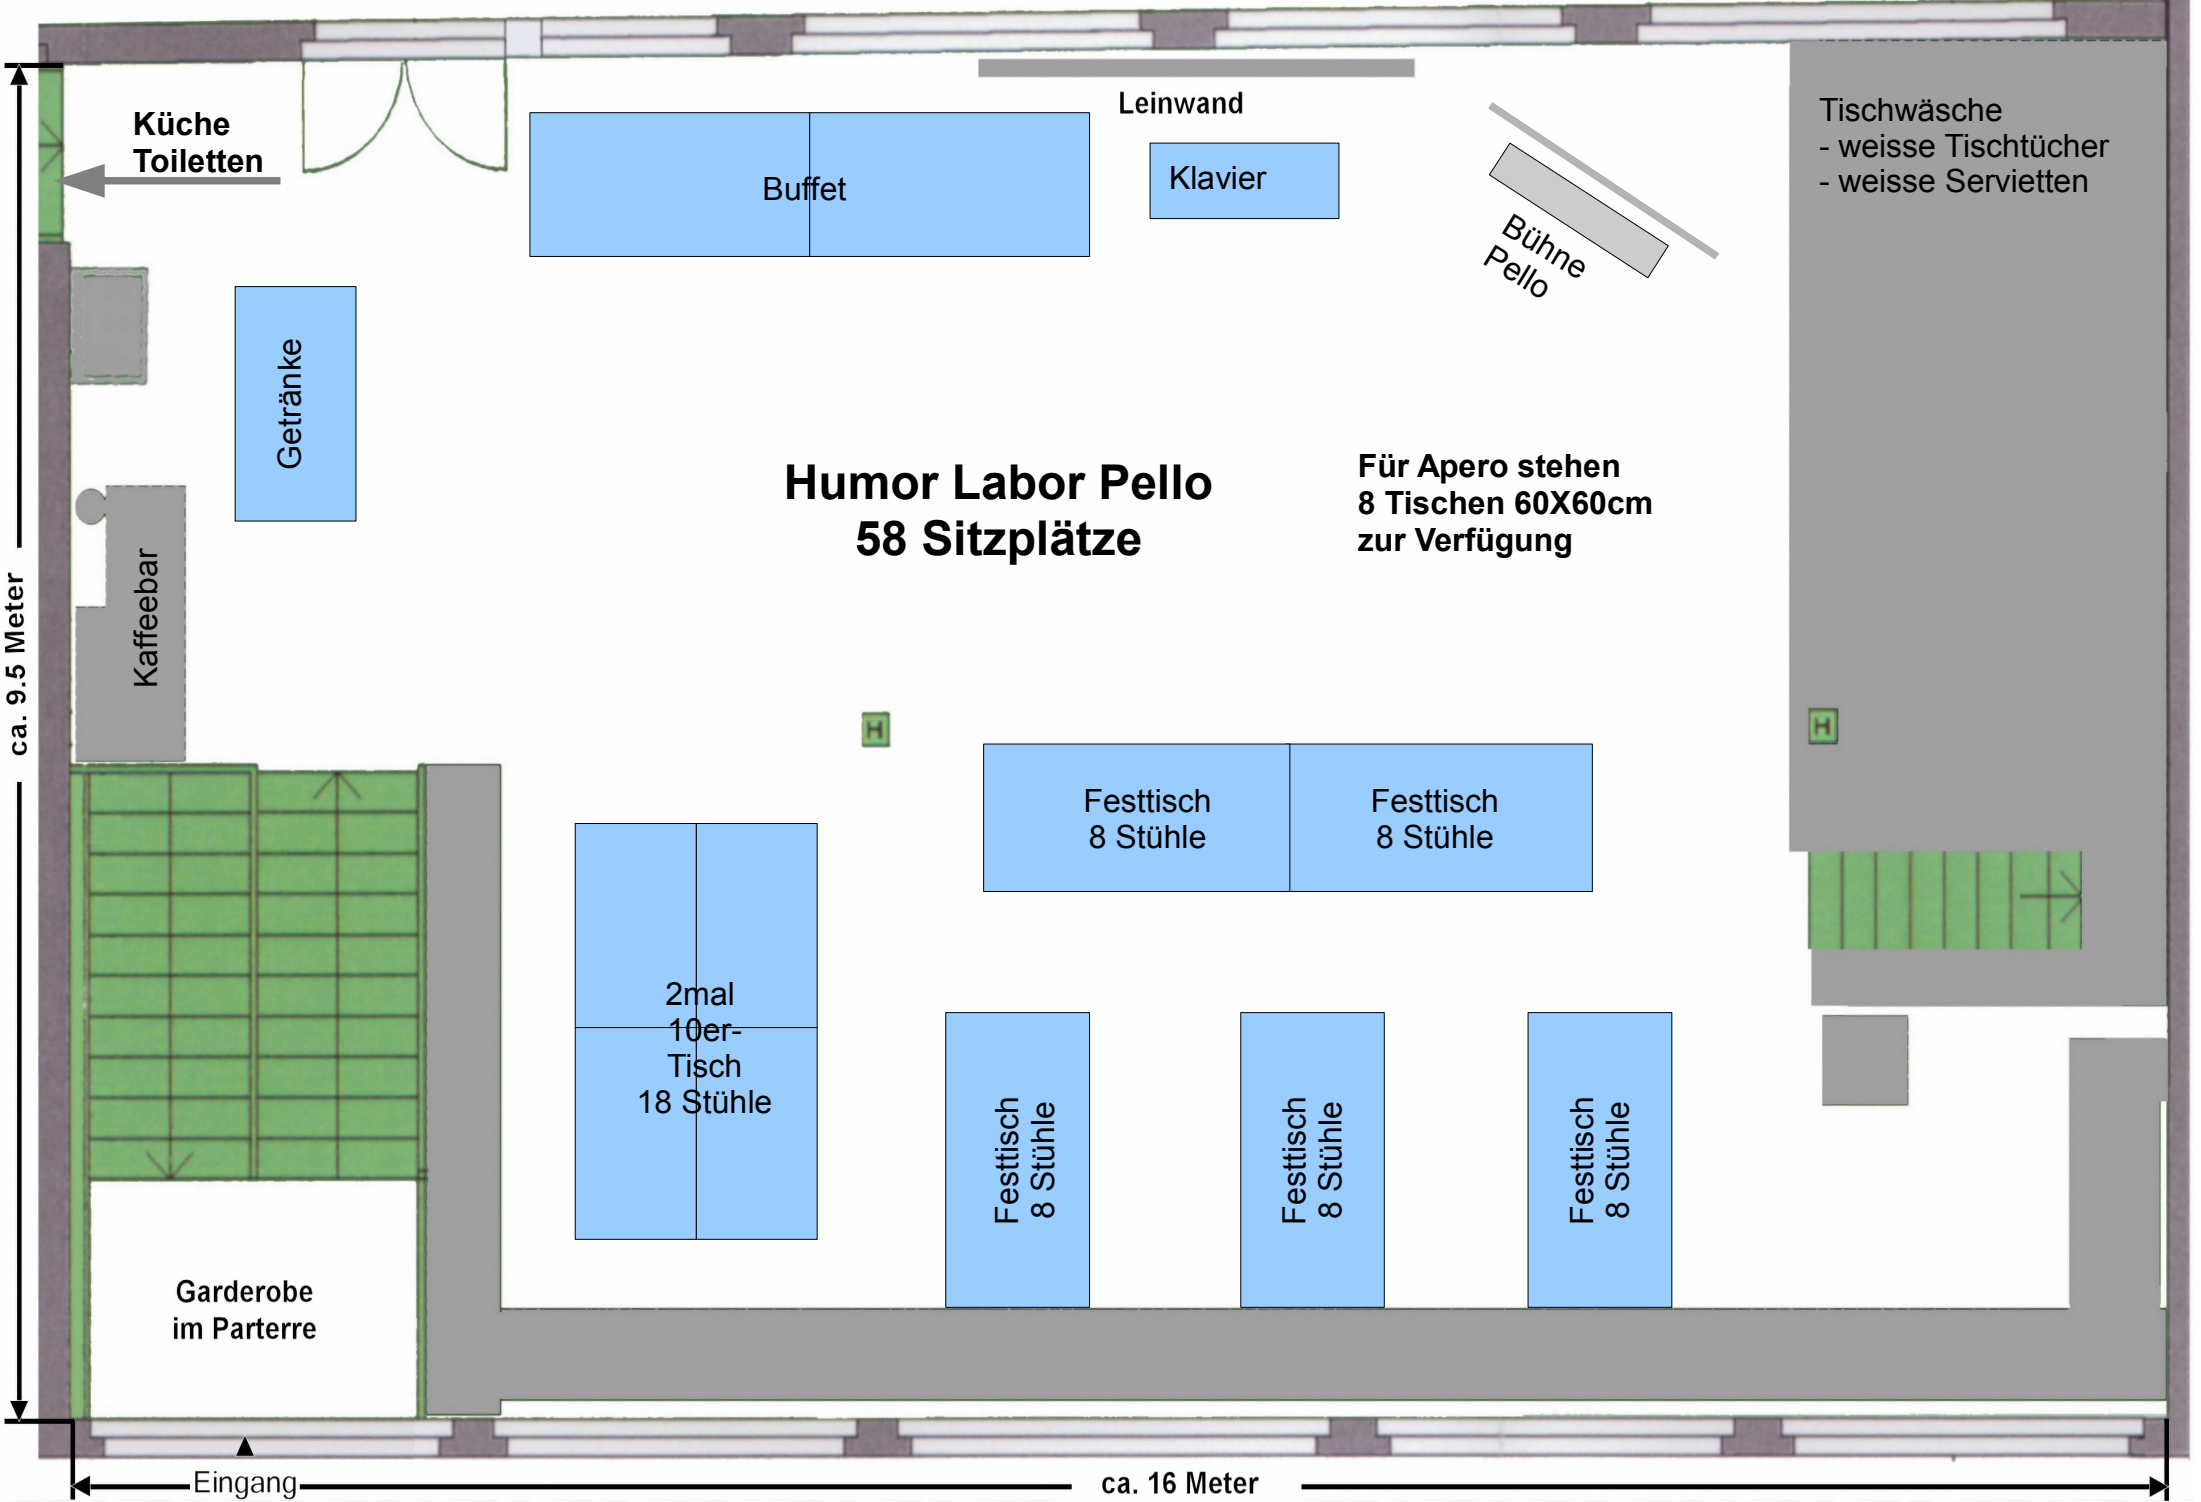 Küche
Toiletten
Leinwand
Buffet
Klavier
Bühne
Pello
Tischwäsche
- weisse Tischtücher
- weisse Servietten
Getränke
Kaffeebar
Humor Labor Pello
58 Sitzplätze
Für Apero stehen
8 Tischen 60X60cm
zur Verfügung
ca. 9.5 Meter
H
H
Festtisch
8 Stühle
Festtisch
8 Stühle
2mal
10er-
Tisch
18 Stühle
Festtisch
8 Stühle
Festtisch
8 Stühle
Festtisch
8 Stühle
Garderobe
im Parterre
Eingang
ca. 16 Meter